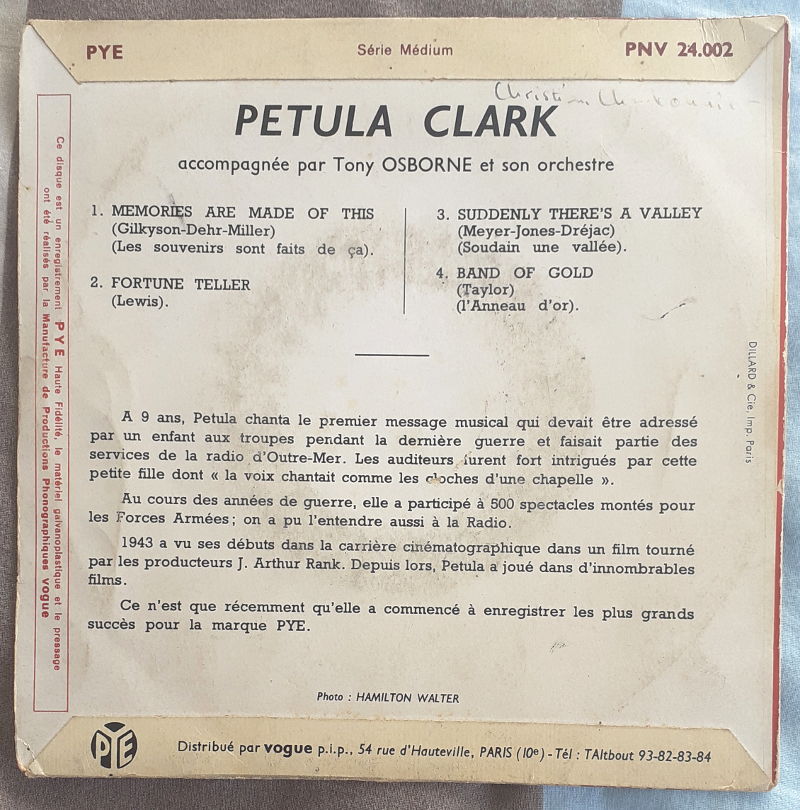 PYE Série Médium PNV 24.002
PETULA CLARK
accompagnée par Tony OSBORNE et son orchestre
1. MEMORIES ARE MADE OF THIS
(Gilkyson-Dehr-Miller)
(Les souvenirs sont faits de ça).
2. FORTUNE TELLER
(Lewis).
3. SUDDENLY THERE'S A VALLEY
(Meyer-Jones-Dréjac)
(Soudain une vallée).
4. BAND OF GOLD
(Taylor)
(l'Anneau d'or).
A 9 ans, Petula chanta le premier message musical qui devait être adressé
par un enfant aux troupes pendant la dernière guerre et faisait partie des
services de la radio d'Outre-Mer. Les auditeurs furent fort intrigués par cette
petite fille dont « la voix chantait comme les cloches d'une chapelle ».
Au cours des années de guerre, elle a participé à 500 spectacles montés pour
les Forces Armées ; on a pu l'entendre aussi à la Radio.
1943 a vu ses débuts dans la carrière cinématographique dans un film tourné
par les producteurs J. Arthur Rank. Depuis lors, Petula a joué dans d'innombrables
films.
Ce n'est que récemment qu'elle a commencé à enregistrer les plus grands
succès pour la marque PYE.
Photo : HAMILTON WALTER
PYE
Distribué par vogue p.i.p., 54 rue d'Hauteville, PARIS (10e) - Tél : TAItbout 93-82-83-84
Ce disque est un enregistrement PYE Haute Fidélité, le matériel galvanoplastique et le pressage
ont été réalisés par la Manufacture de Productions Phonographiques vogue
DILLARD & Cie, Imp. Paris